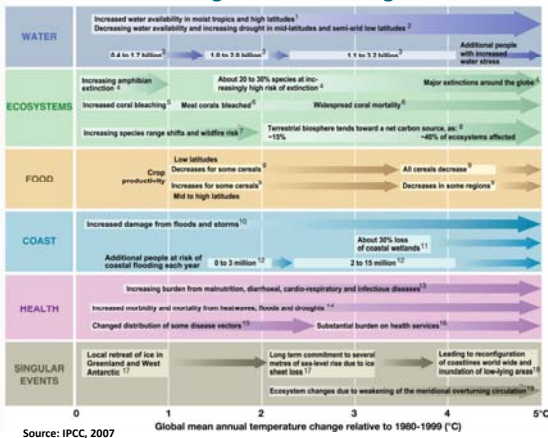 0 1 2 3 4 5°C
WATER
Increased water availability in moist tropics and high latitudes 1
Decreasing water availability and increasing drought in mid-latitudes and semi-arid low latitudes 2
0.4 to 1.7 billion 3
1.0 to 2.0 billion 3
1.1 to 3.2 billion 3
Additional people
with increased
water stress
ECOSYSTEMS
Increasing amphibian
extinction 4
About 20 to 30% species at inc-
reasingly high risk of extinction 4
Major extinctions around the globe 4
Increased coral bleaching 5
Most corals bleached 6
Widespread coral mortality 6
Increasing species range shifts and wildfire risk 7
Terrestrial biosphere tends toward a net carbon source, as: 8
~15%
~40% of ecosystems affected
FOOD
Crop
productivity
Low latitudes
Decreases for some cereals 9
All cereals decrease 9
Increases for some cereals 9
Mid to high latitudes
Decreases in some regions 9
COAST
Increased damage from floods and storms 10
About 30% loss
of coastal wetlands 11
Additional people at risk of
coastal flooding each year
0 to 3 million 12
2 to 15 million 12
HEALTH
Increasing burden from malnutrition, diarrhoeal, cardio-respiratory and infectious diseases 13
Increased morbidity and mortality from heatwaves, floods and droughts 14
Changed distribution of some disease vectors 15
Substantial burden on health services 16
SINGULAR
EVENTS
Local retreat of ice in
Greenland and West
Antarctic 17
Long term commitment to several
metres of sea-level rise due to ice
sheet loss 17
Leading to reconfiguration
of coastlines world wide and
inundation of low-lying areas 18
Ecosystem changes due to weakening of the meridional overturning circulation 19
0 1 2 3 4 5°C
Global mean annual temperature change relative to 1980-1999 (°C)
Source: IPCC, 2007